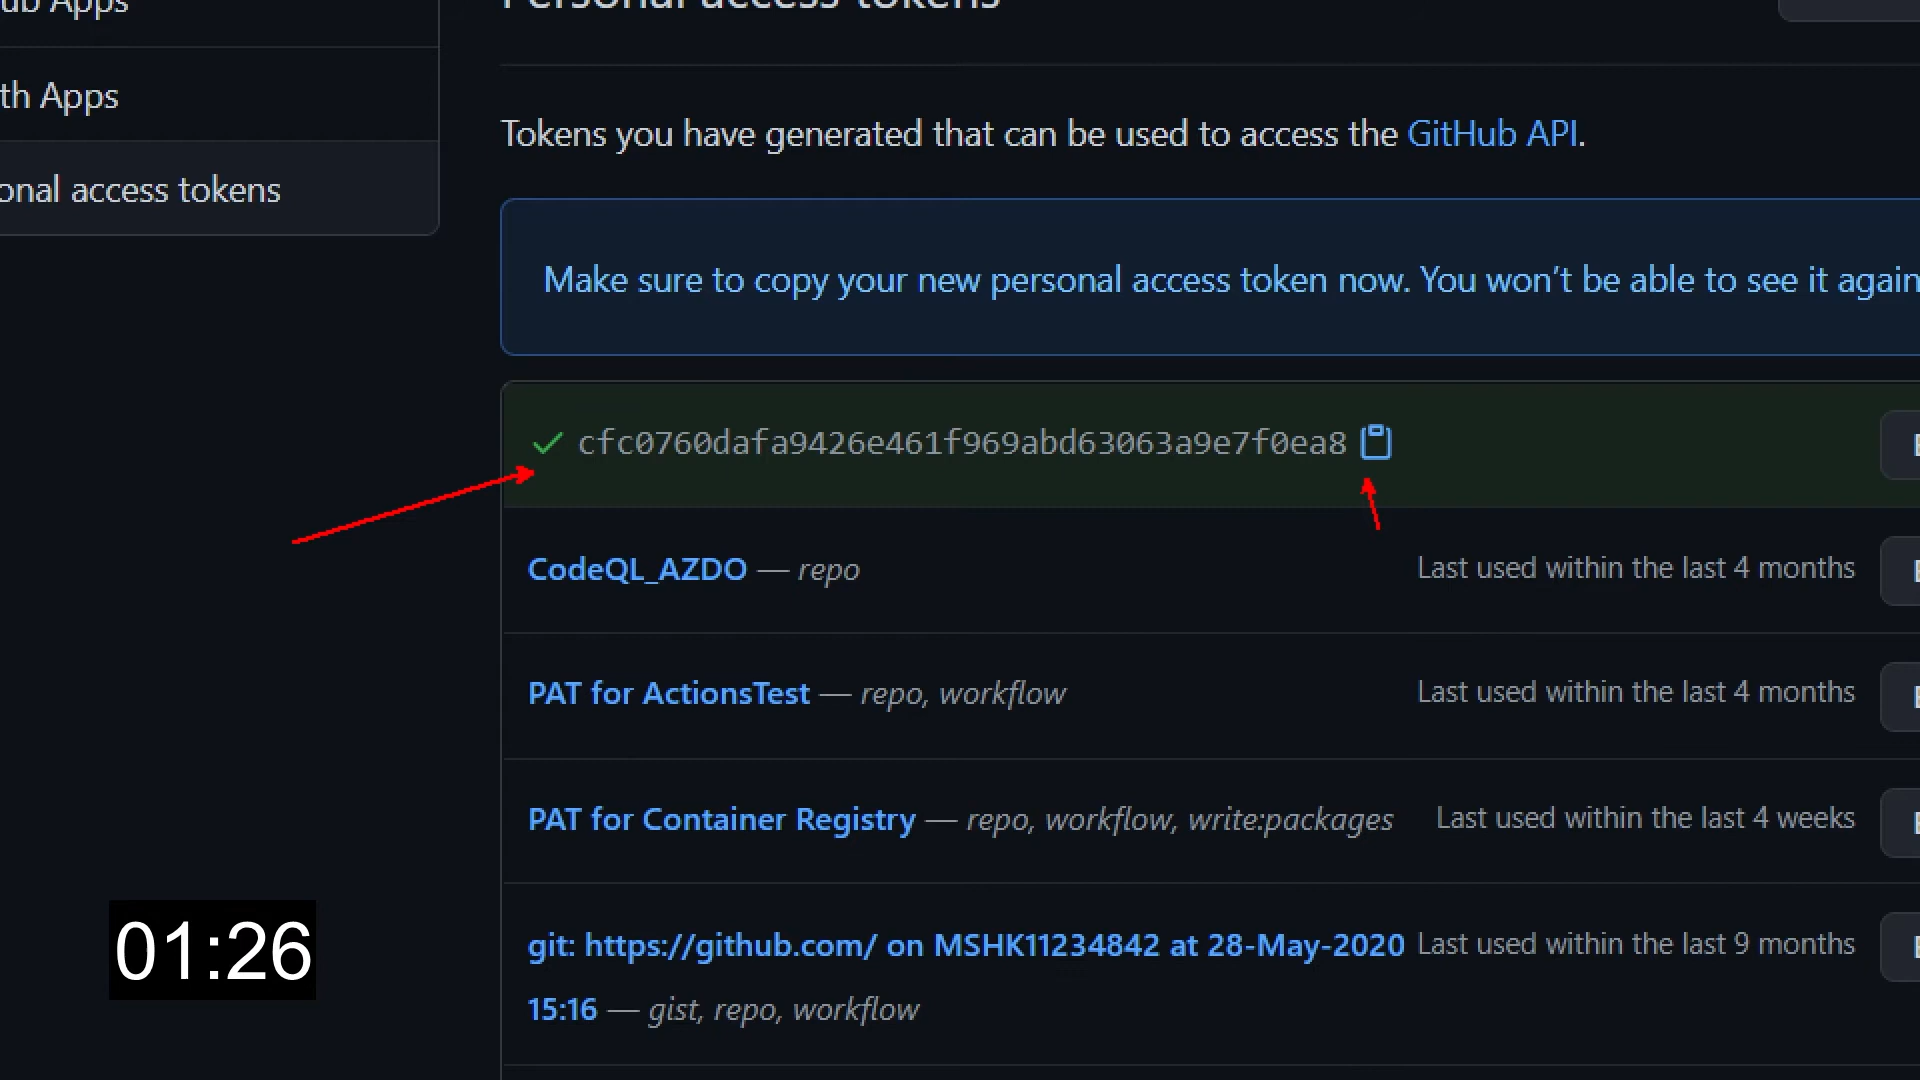 ub Apps
Personal access tokens
th Apps
onal access tokens
Tokens you have generated that can be used to access the GitHub API.
Make sure to copy your new personal access token now. You won't be able to see it again
cfc0760dafa9426e461f969abd63063a9e7f0ea8
CodeQL_AZDO — repo Last used within the last 4 months
PAT for ActionsTest — repo, workflow Last used within the last 4 months
PAT for Container Registry — repo, workflow, write:packages Last used within the last 4 weeks
git: https://github.com/ on MSHK11234842 at 28-May-2020 Last used within the last 9 months
15:16 — gist, repo, workflow
01:26